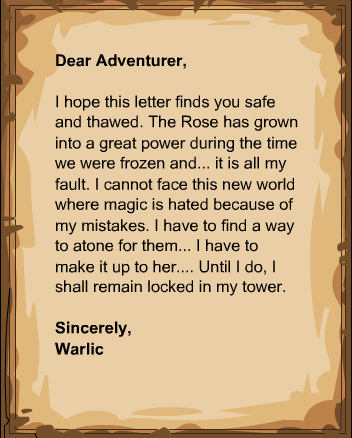 Dear Adventurer,
I hope this letter finds you safe
and thawed. The Rose has grown
into a great power during the time
we were frozen and... it is all my
fault. I cannot face this new world
where magic is hated because of
my mistakes. I have to find a way
to atone for them... I have to
make it up to her.... Until I do, I
shall remain locked in my tower.
Sincerely,
Warlic